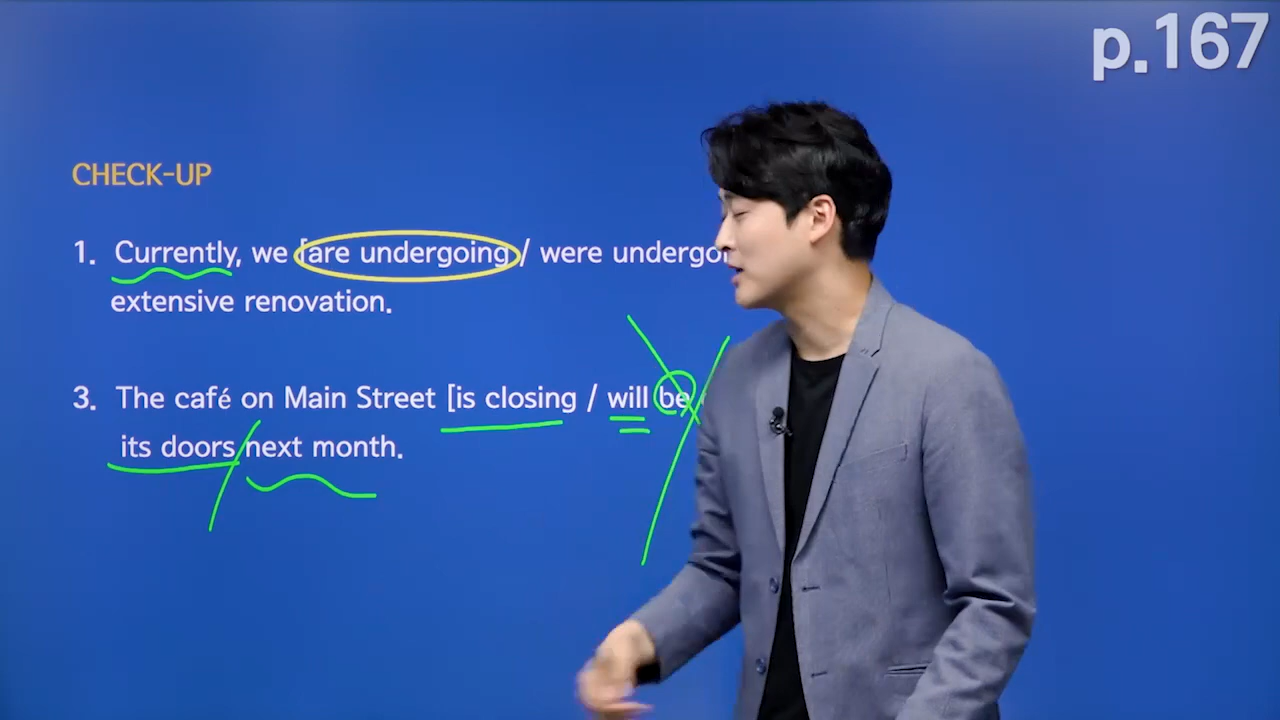 p.167
CHECK-UP
1. Currently, we [are undergoing / were
extensive renovation.
3. The café on Main Street [is closing / will be
its doors next month.